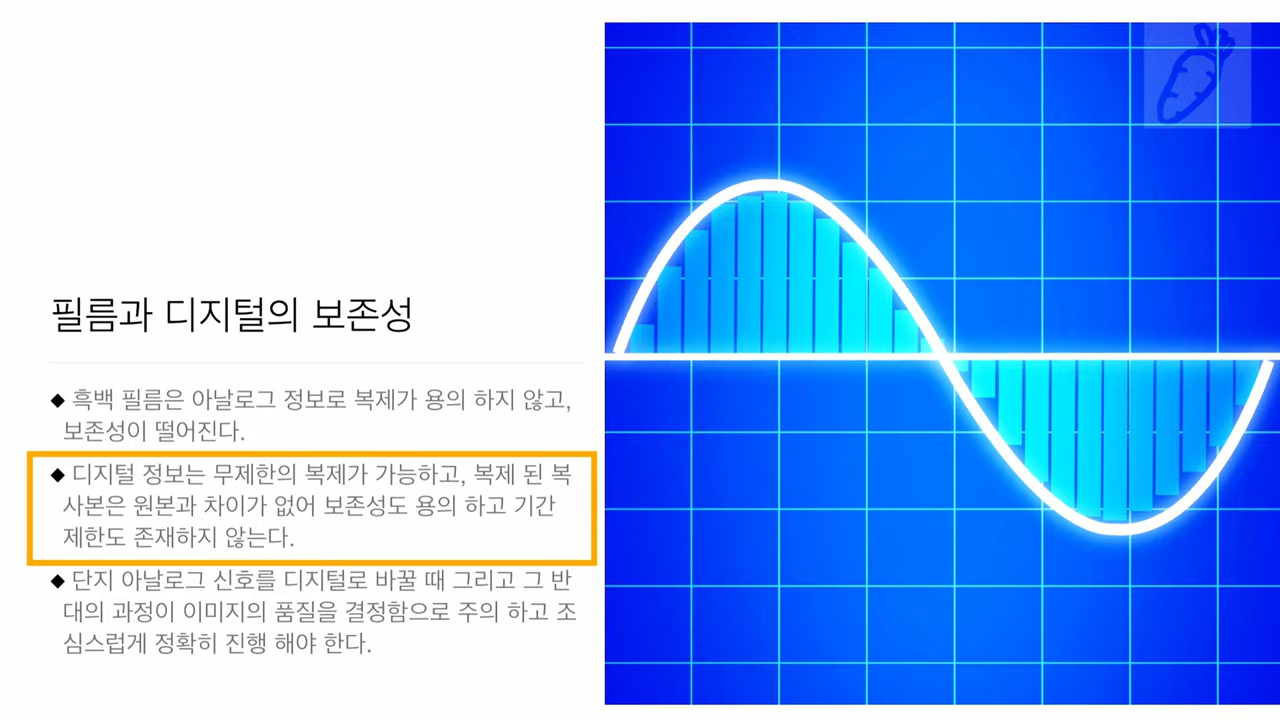 필름과 디지털의 보존성
◆ 흑백 필름은 아날로그 정보로 복제가 용의 하지 않고,
보존성이 떨어진다.
◆ 디지털 정보는 무제한의 복제가 가능하고, 복제 된 복
사본은 원본과 차이가 없어 보존성도 용의 하고 기간
제한도 존재하지 않는다.
◆ 단지 아날로그 신호를 디지털로 바꿀 때 그리고 그 반
대의 과정이 이미지의 품질을 결정함으로 주의 하고 조
심스럽게 정확히 진행 해야 한다.